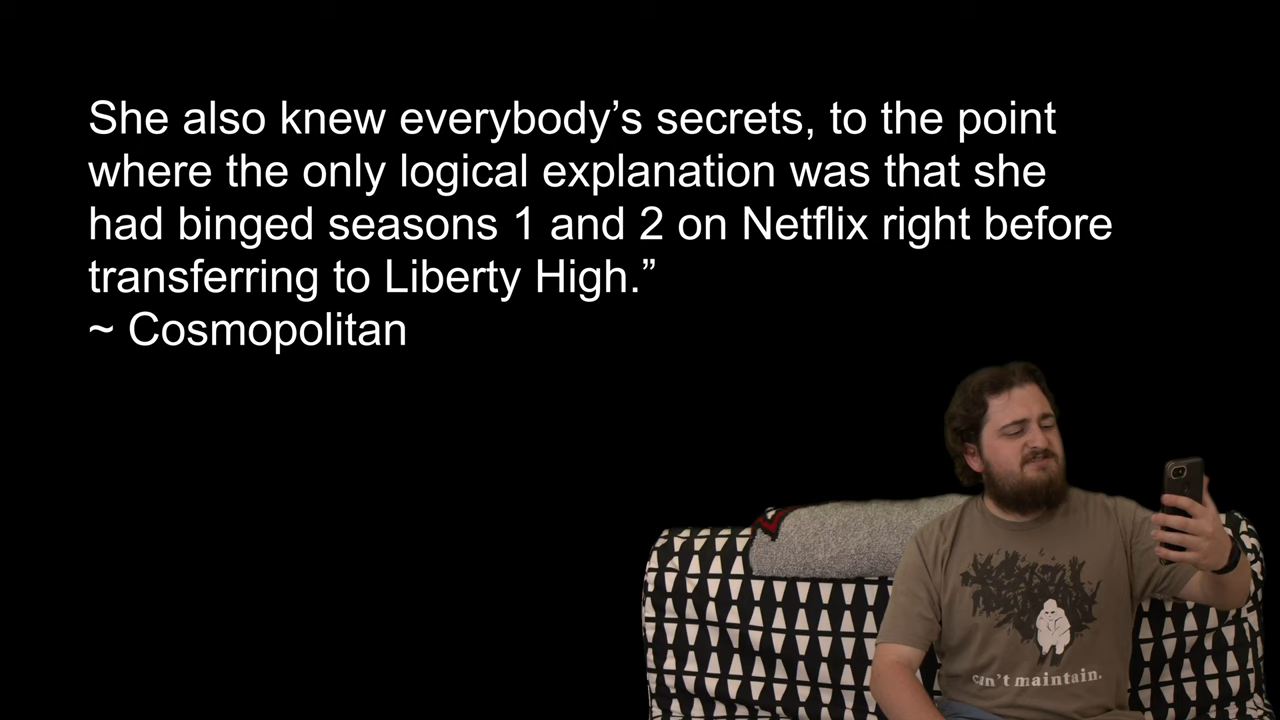 She also knew everybody’s secrets, to the point
where the only logical explanation was that she
had binged seasons 1 and 2 on Netflix right before
transferring to Liberty High.”
~ Cosmopolitan
can't maintain.